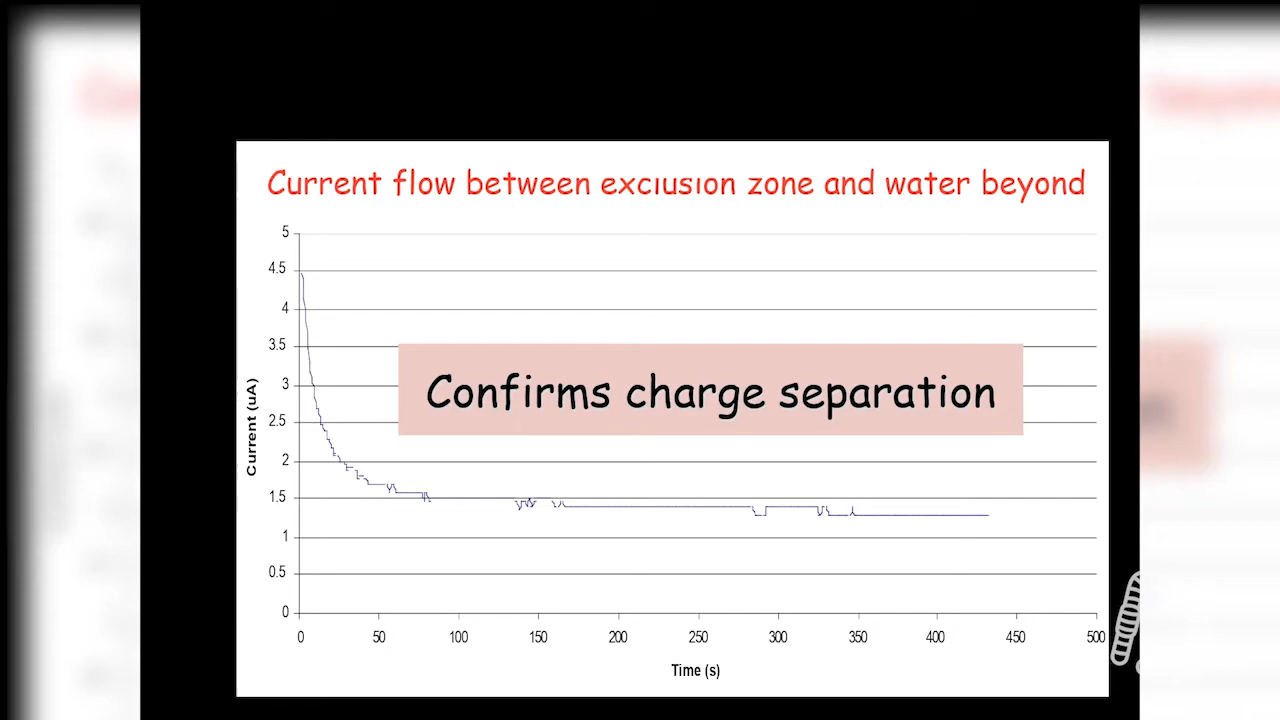 Current flow between exclusion zone and water beyond
5
4.5
4
3.5
3
2.5
2
1.5
1
0.5
0
Current (uA)
Confirms charge separation
0 50 100 150 200 250 300 350 400 450 500
Time (s)